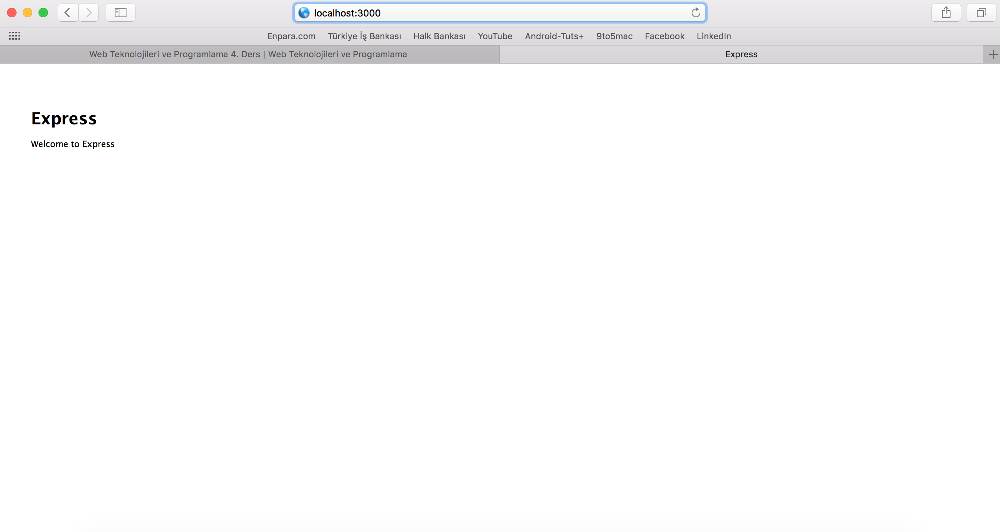 localhost:3000
Enpara.com Türkiye İş Bankası Halk Bankası YouTube Android-Tuts+ 9to5mac Facebook LinkedIn
Web Teknolojileri ve Programlama 4. Ders | Web Teknolojileri ve Programlama
Express
Express
Welcome to Express